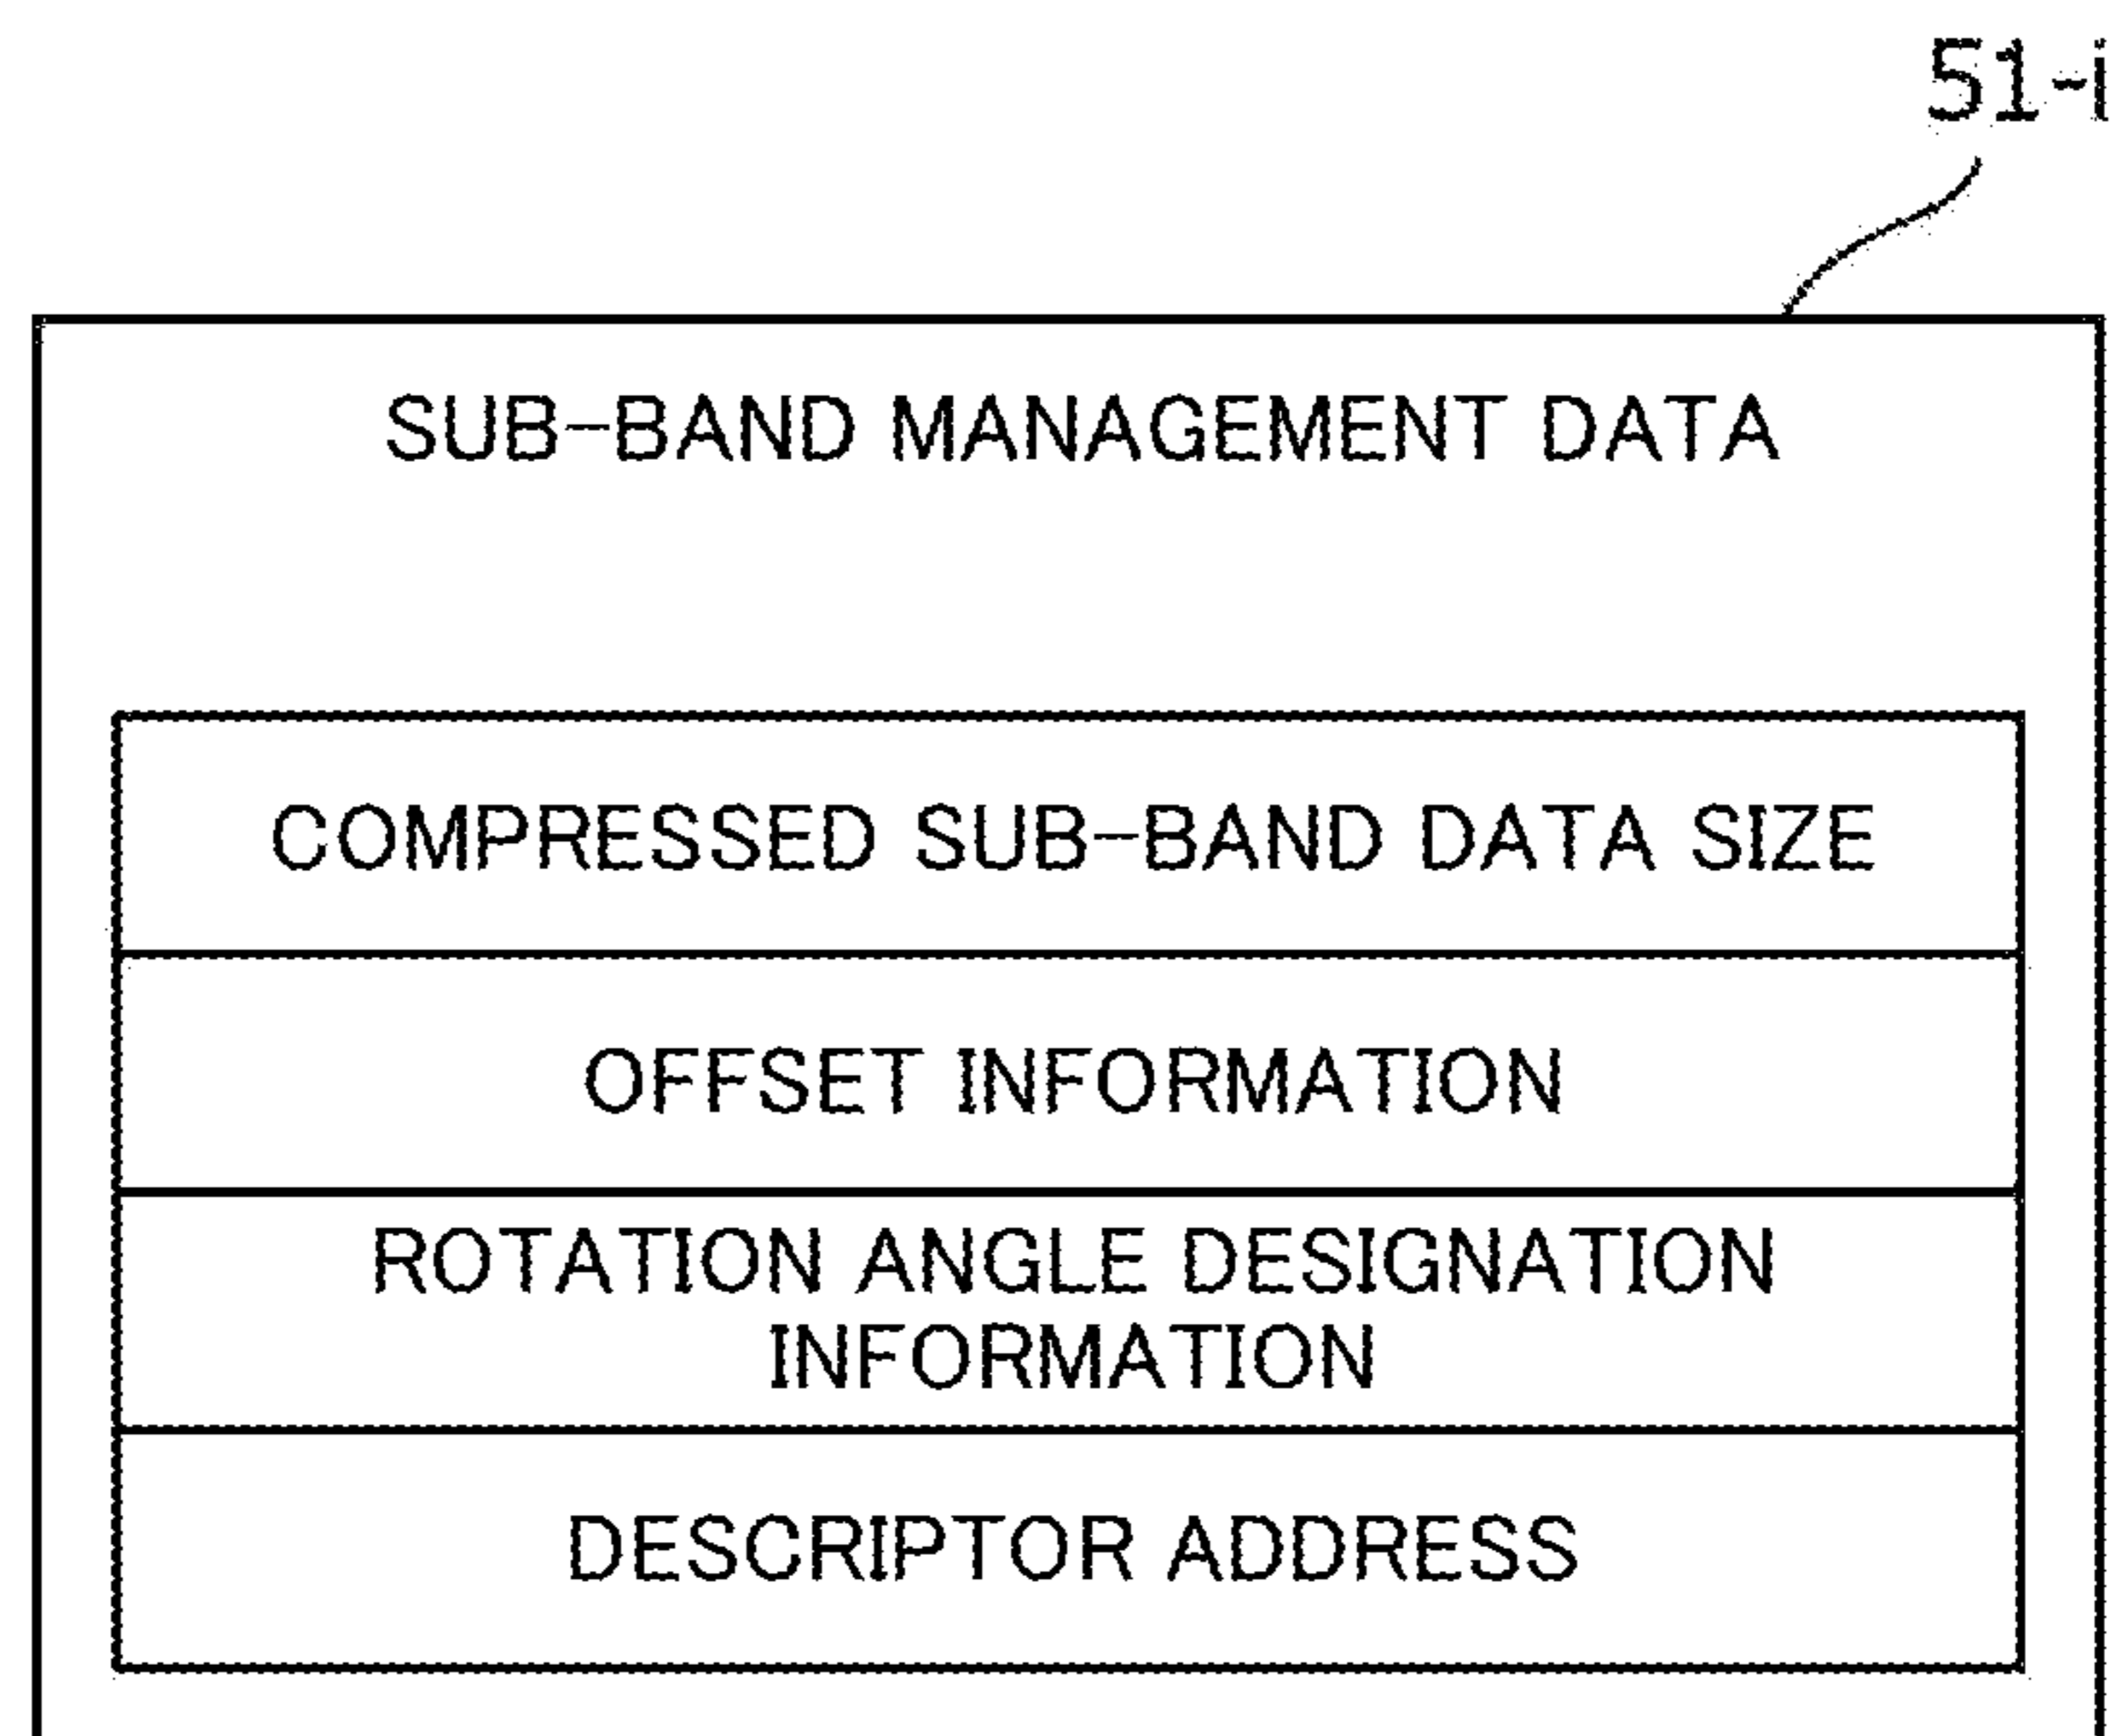 51-i
SUB-BAND MANAGEMENT DATA
COMPRESSED SUB-BAND DATA SIZE
OFFSET INFORMATION
ROTATION ANGLE DESIGNATION
INFORMATION
DESCRIPTOR ADDRESS